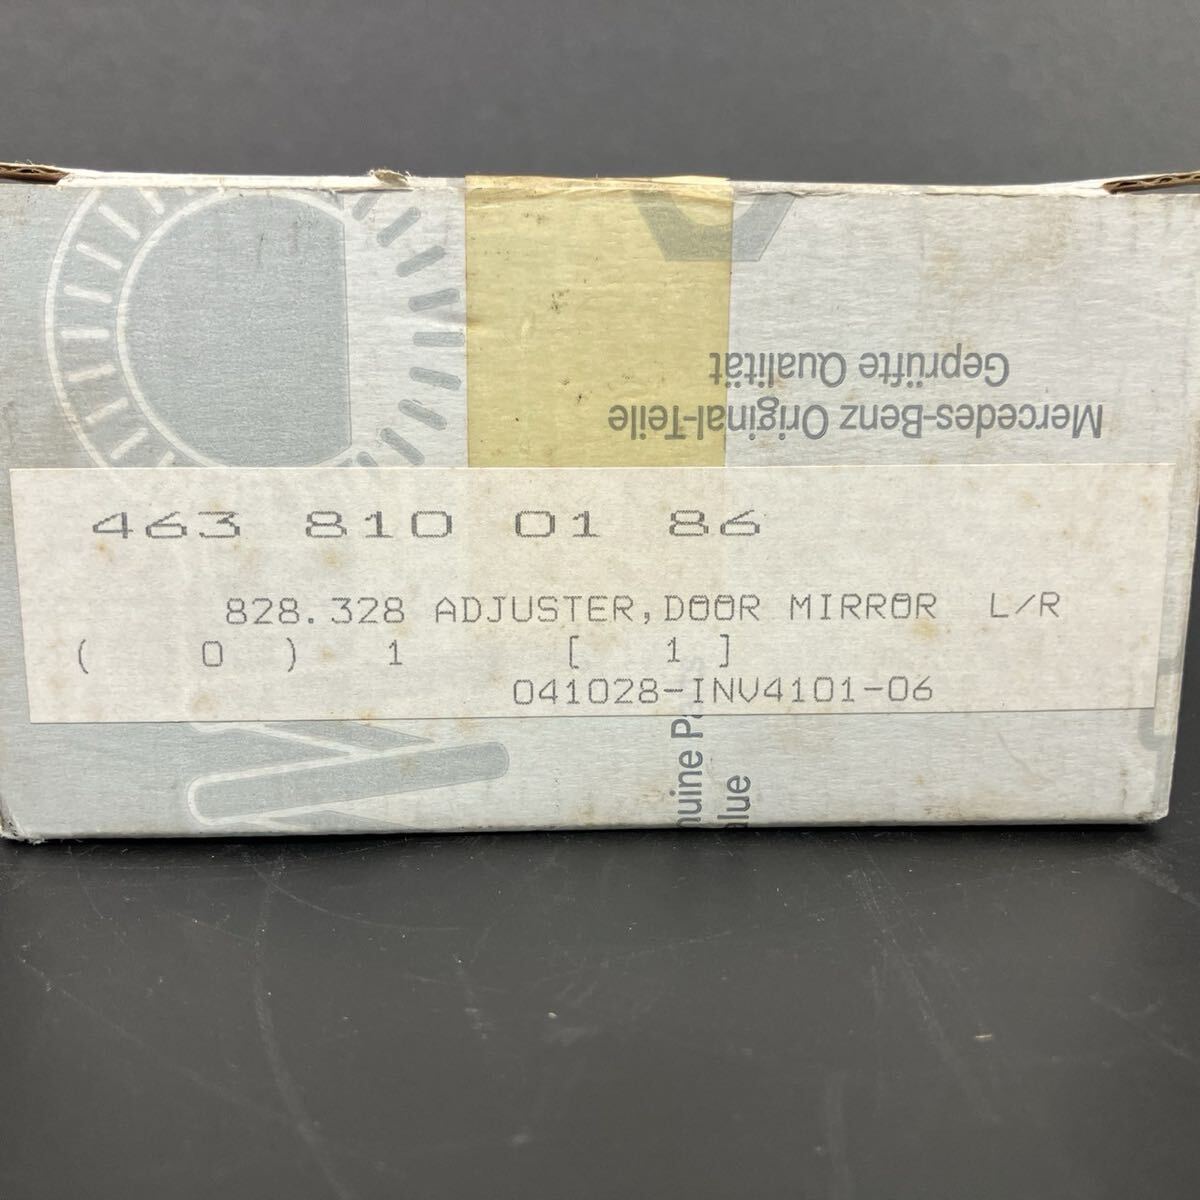 Mercedes-Benz Original-Teile
Geprüfte Qualität
463 810 01 86
828.328 ADJUSTER,DOOR MIRROR L/R
( 0 ) 1 [ 1 ]
041028-INV4101-06